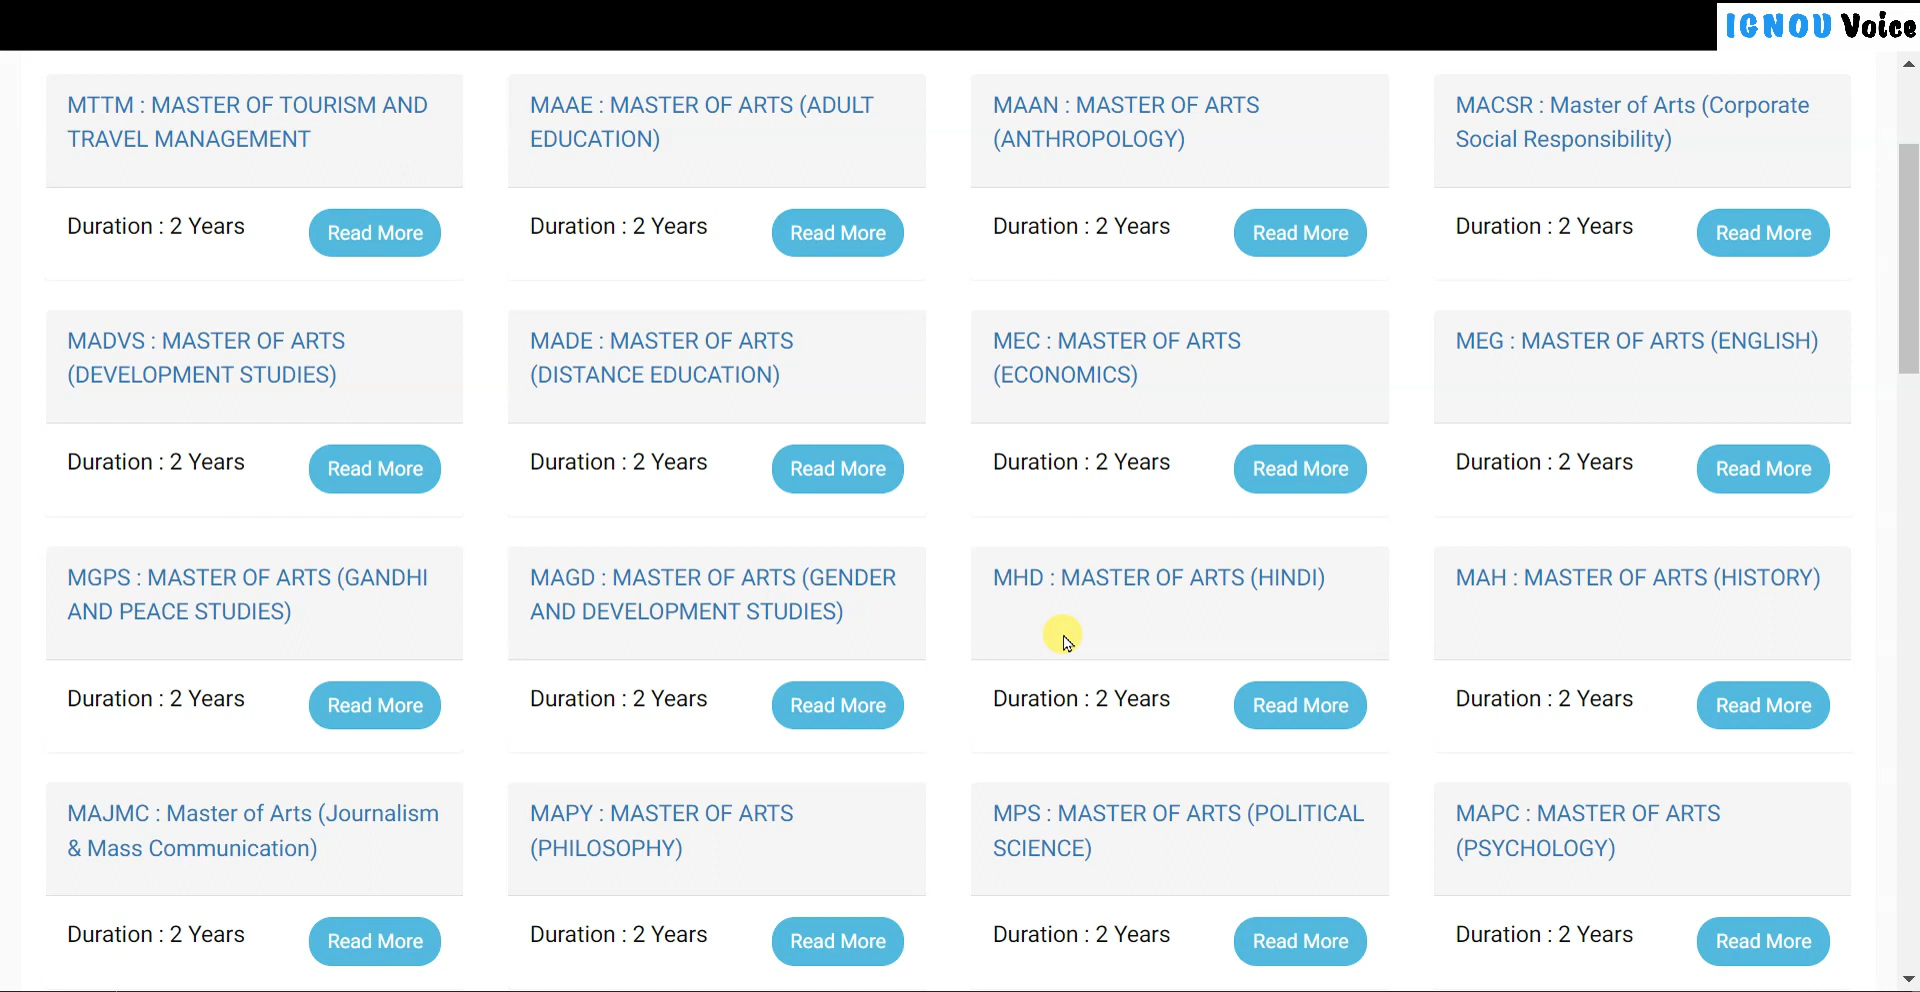 IGNOU Voice
MTTM : MASTER OF TOURISM AND
TRAVEL MANAGEMENT
Duration : 2 Years
Read More
MAAE : MASTER OF ARTS (ADULT
EDUCATION)
Duration : 2 Years
Read More
MAAN : MASTER OF ARTS
(ANTHROPOLOGY)
Duration : 2 Years
Read More
MACSR : Master of Arts (Corporate
Social Responsibility)
Duration : 2 Years
Read More
MADVS : MASTER OF ARTS
(DEVELOPMENT STUDIES)
Duration : 2 Years
Read More
MADE : MASTER OF ARTS
(DISTANCE EDUCATION)
Duration : 2 Years
Read More
MEC : MASTER OF ARTS
(ECONOMICS)
Duration : 2 Years
Read More
MEG : MASTER OF ARTS (ENGLISH)
Duration : 2 Years
Read More
MGPS : MASTER OF ARTS (GANDHI
AND PEACE STUDIES)
Duration : 2 Years
Read More
MAGD : MASTER OF ARTS (GENDER
AND DEVELOPMENT STUDIES)
Duration : 2 Years
Read More
MHD : MASTER OF ARTS (HINDI)
Duration : 2 Years
Read More
MAH : MASTER OF ARTS (HISTORY)
Duration : 2 Years
Read More
MAJMC : Master of Arts (Journalism
& Mass Communication)
Duration : 2 Years
Read More
MAPY : MASTER OF ARTS
(PHILOSOPHY)
Duration : 2 Years
Read More
MPS : MASTER OF ARTS (POLITICAL
SCIENCE)
Duration : 2 Years
Read More
MAPC : MASTER OF ARTS
(PSYCHOLOGY)
Duration : 2 Years
Read More